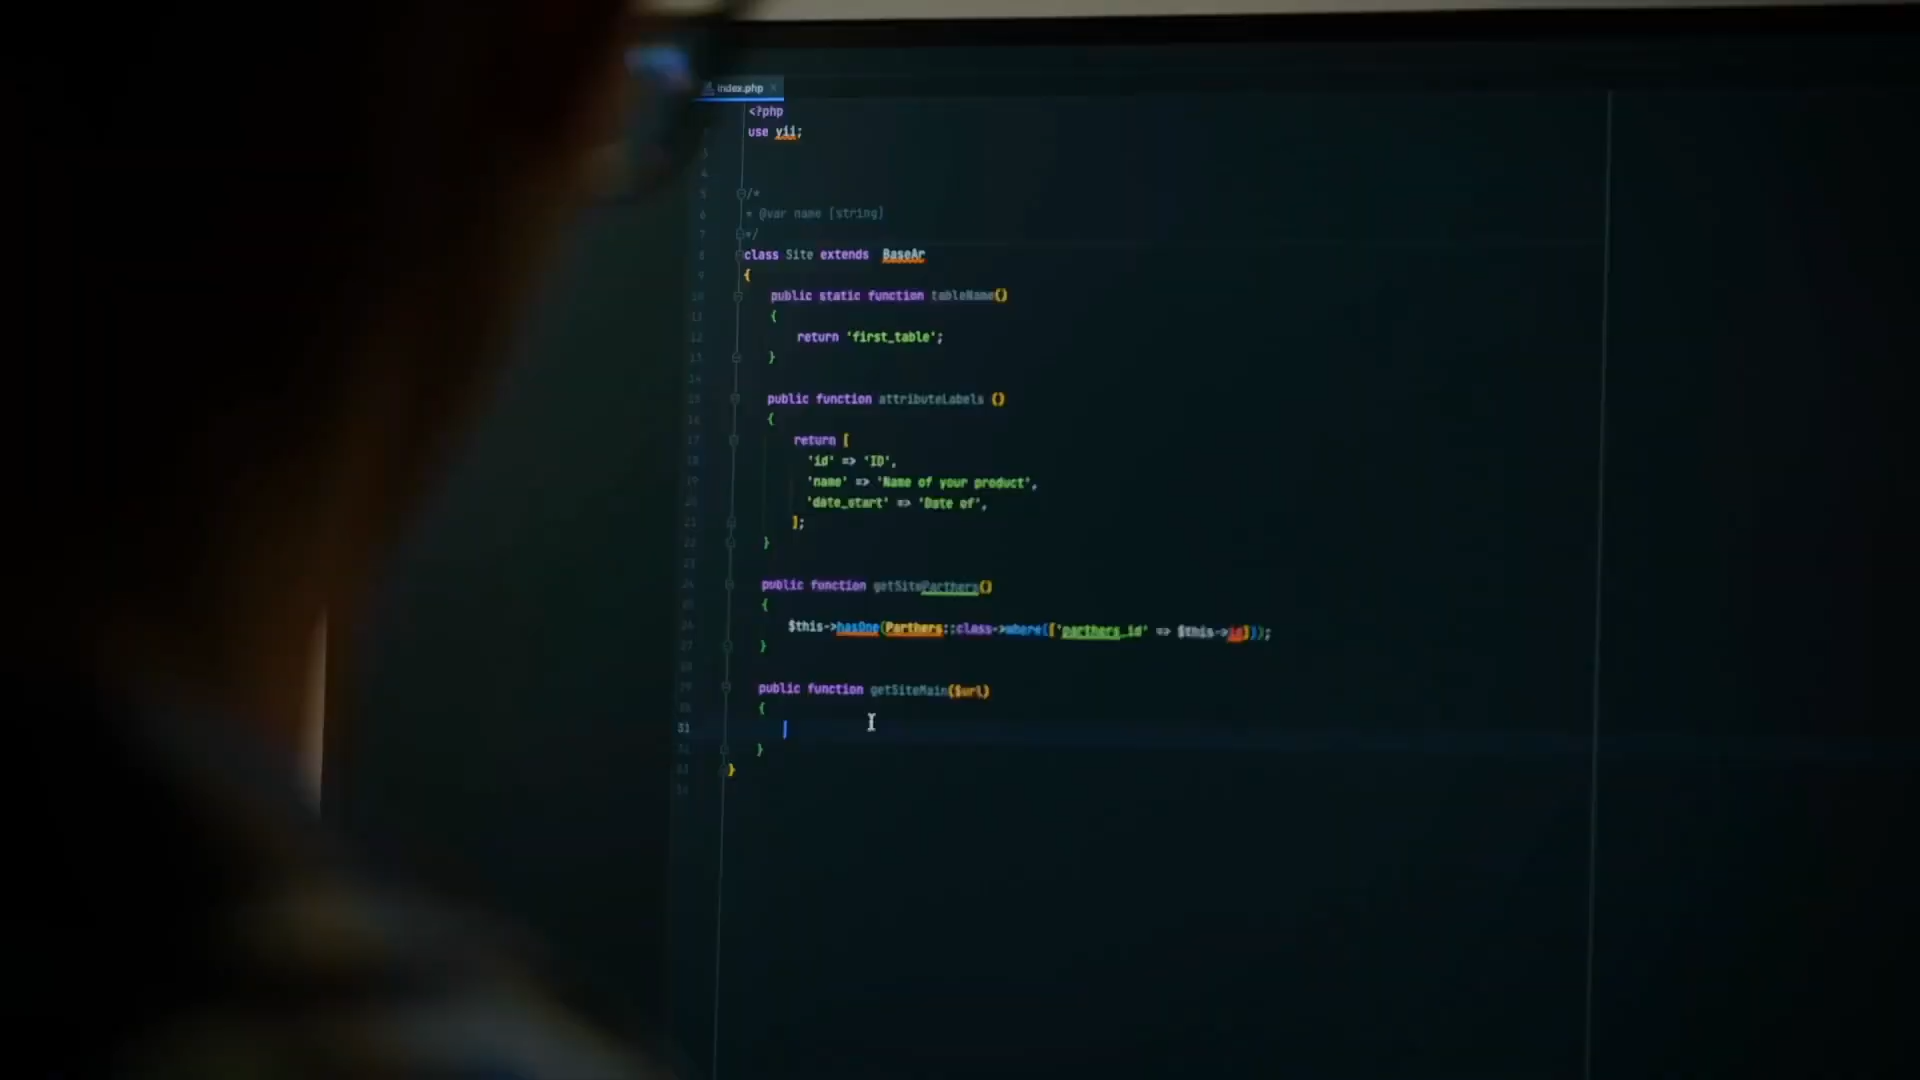 index.php
<?php
use yii;
/*
* @var name [string]
*/
class Site extends BaseAr
{
public static function tableName()
{
return 'first_table';
}
public function attributeLabels ()
{
return [
'id' => 'ID',
'name' => 'Name of your product',
'date_start' => 'Date of',
];
}
public function getSiteParthers()
{
$this->hasOne(Parthers::class->where(['parthers_id' => $this->id]));
}
public function getSiteMain($url)
{
31
}
}